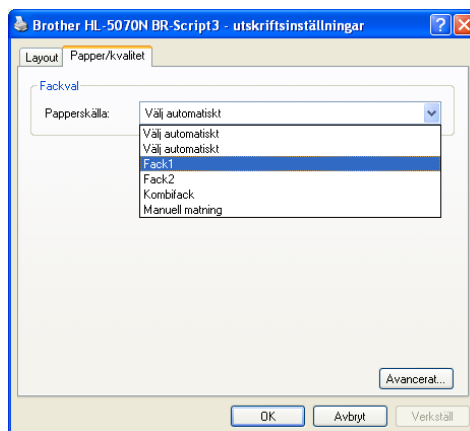 Brother HL-5070N BR-Script3 - utskriftsinställningar
Layout Papper/kvalitet
Fackval
Papperskälla: Välj automatiskt
Välj automatiskt
Välj automatiskt
Fack1
Fack2
Kombifack
Manuell matning
Avancerat...
OK Avbryt Verkställ